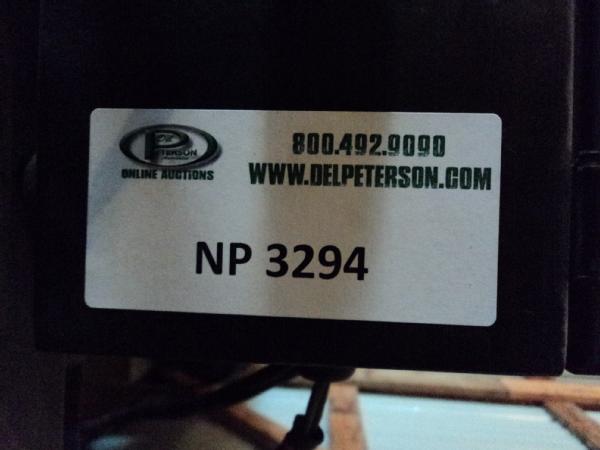 PETERSON
ONLINE AUCTIONS
800.492.9090
WWW.DELPETERSON.COM
NP 3294